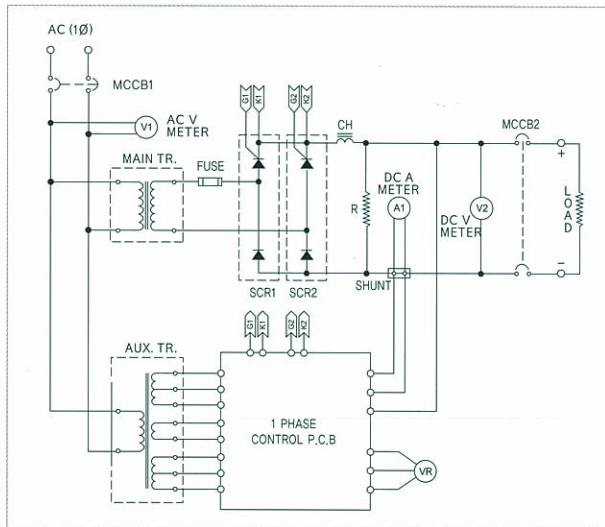 AC (1Ø)
MCCB1
V1
AC V
METER
MAIN TR.
FUSE
G1
K1
G2
K2
CH
MCCB2
DC A
METER
A1
R
DC V
METER
V2
+
LOAD
−
SHUNT
SCR1
SCR2
G1
K1
G2
K2
AUX. TR.
1 PHASE
CONTROL P,C,B
VR